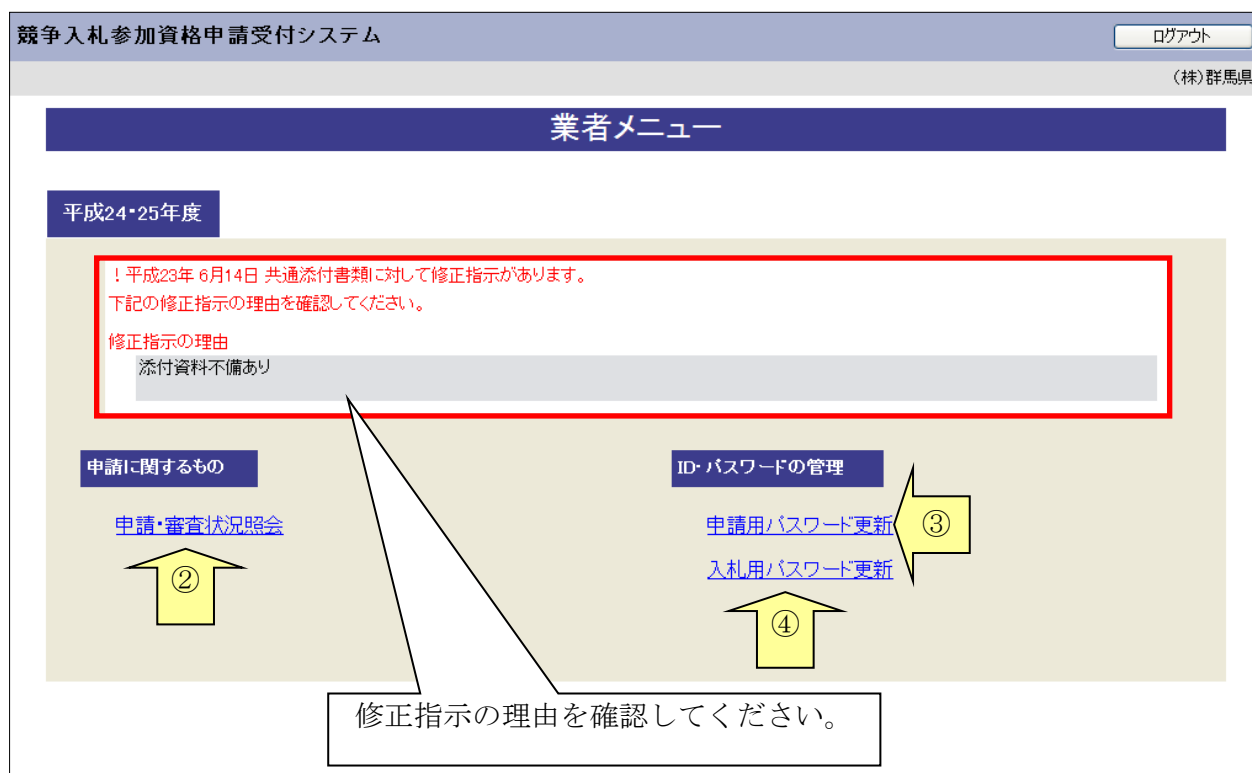 競争入札参加資格申請受付システム
ログアウト
(株)群馬県
業者メニュー
平成24・25年度
！平成23年 6月14日 共通添付書類に対して修正指示があります。
下記の修正指示の理由を確認してください。
修正指示の理由
添付資料不備あり
申請に関するもの
申請・審査状況照会
②
ID・パスワードの管理
申請用パスワード更新
③
入札用パスワード更新
④
修正指示の理由を確認してください。